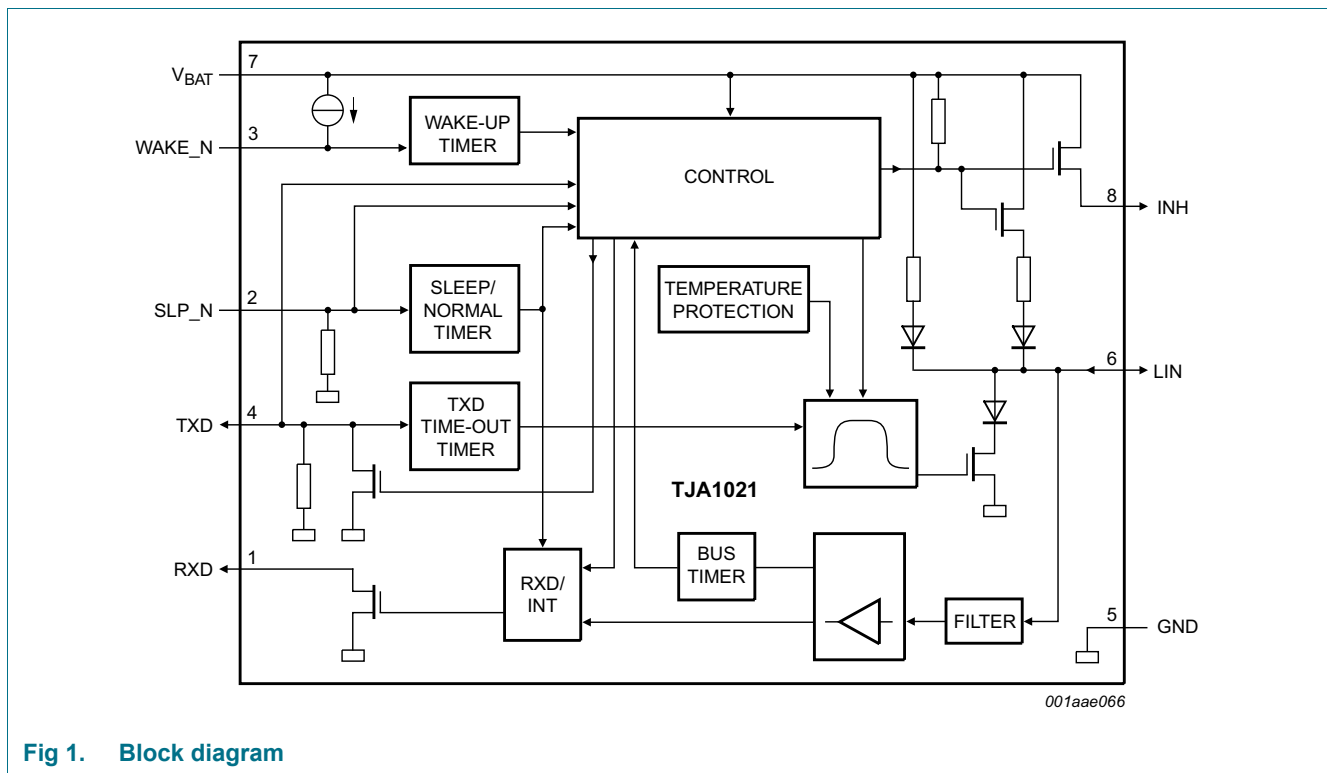 7
VBAT
3
WAKE_N
WAKE-UP
TIMER
CONTROL
8
INH
2
SLP_N
SLEEP/
NORMAL
TIMER
TEMPERATURE
PROTECTION
6
LIN
4
TXD
TXD
TIME-OUT
TIMER
TJA1021
1
RXD
RXD/
INT
BUS
TIMER
FILTER
5
GND
001aae066
Fig 1. Block diagram